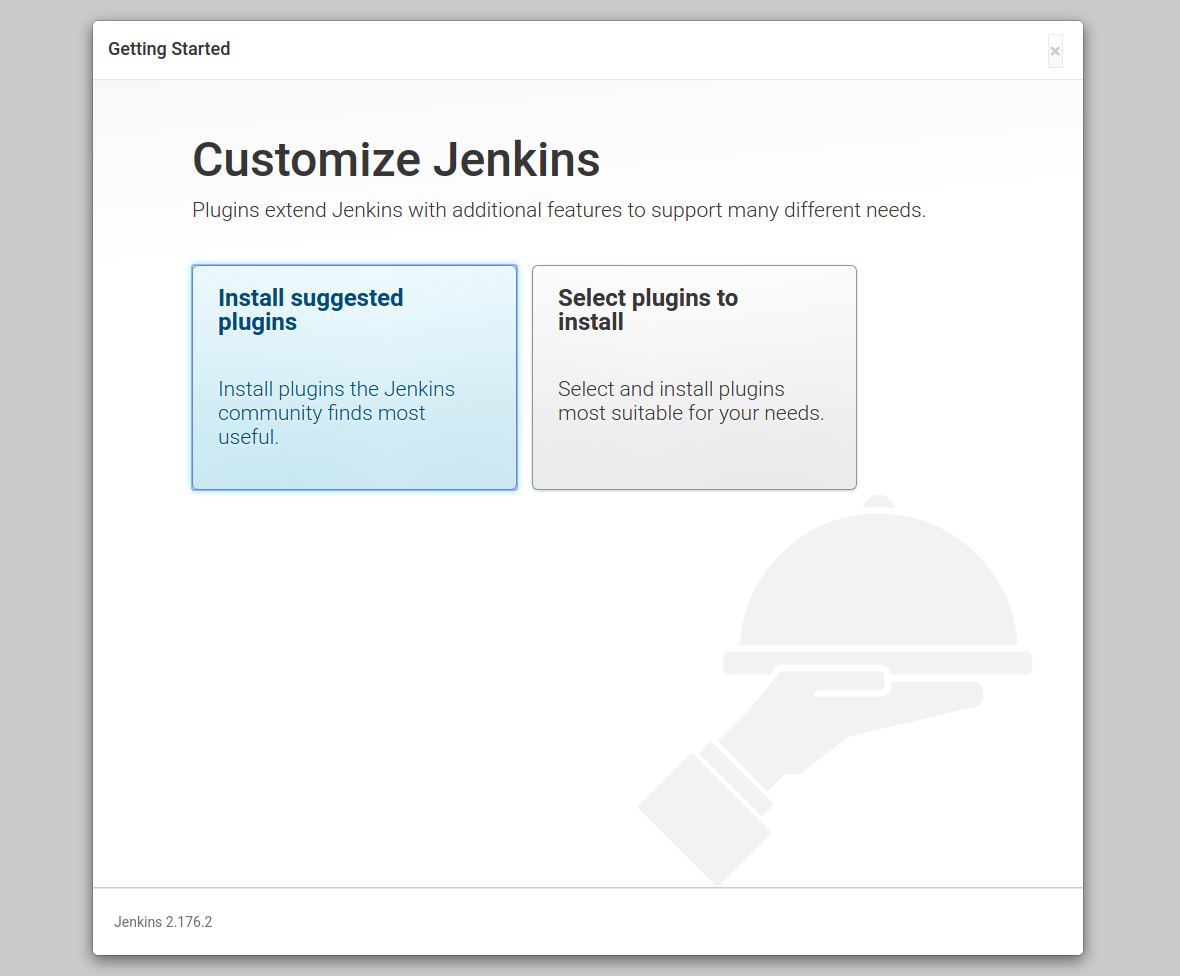 Getting Started
×
Customize Jenkins
Plugins extend Jenkins with additional features to support many different needs.
Install suggested
plugins
Install plugins the Jenkins
community finds most
useful.
Select plugins to
install
Select and install plugins
most suitable for your needs.
Jenkins 2.176.2